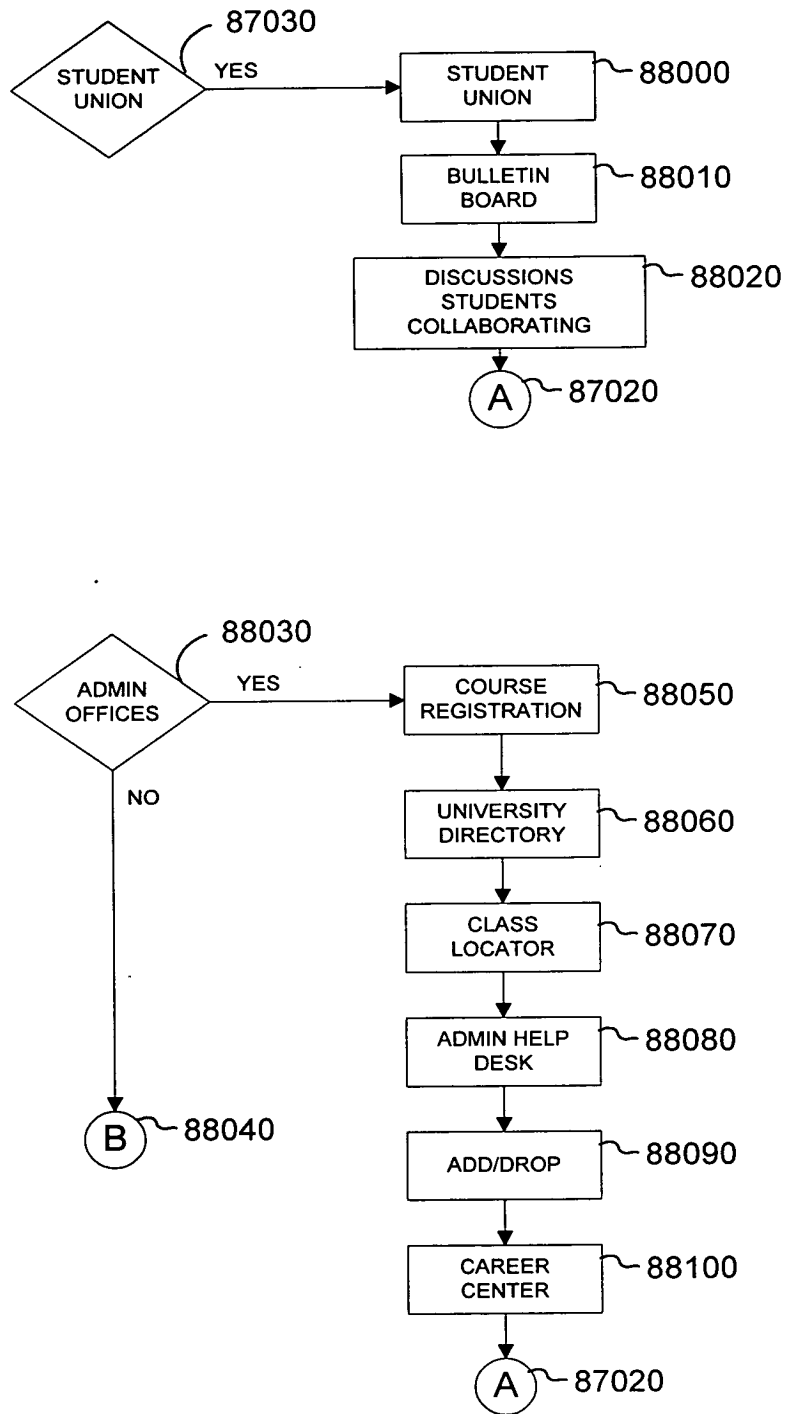 87030
STUDENT
UNION
YES
STUDENT
UNION
88000
BULLETIN
BOARD
88010
DISCUSSIONS
STUDENTS
COLLABORATING
88020
A
87020
88030
ADMIN
OFFICES
YES
NO
COURSE
REGISTRATION
88050
UNIVERSITY
DIRECTORY
88060
CLASS
LOCATOR
88070
ADMIN HELP
DESK
88080
B
88040
ADD/DROP
88090
CAREER
CENTER
88100
A
87020